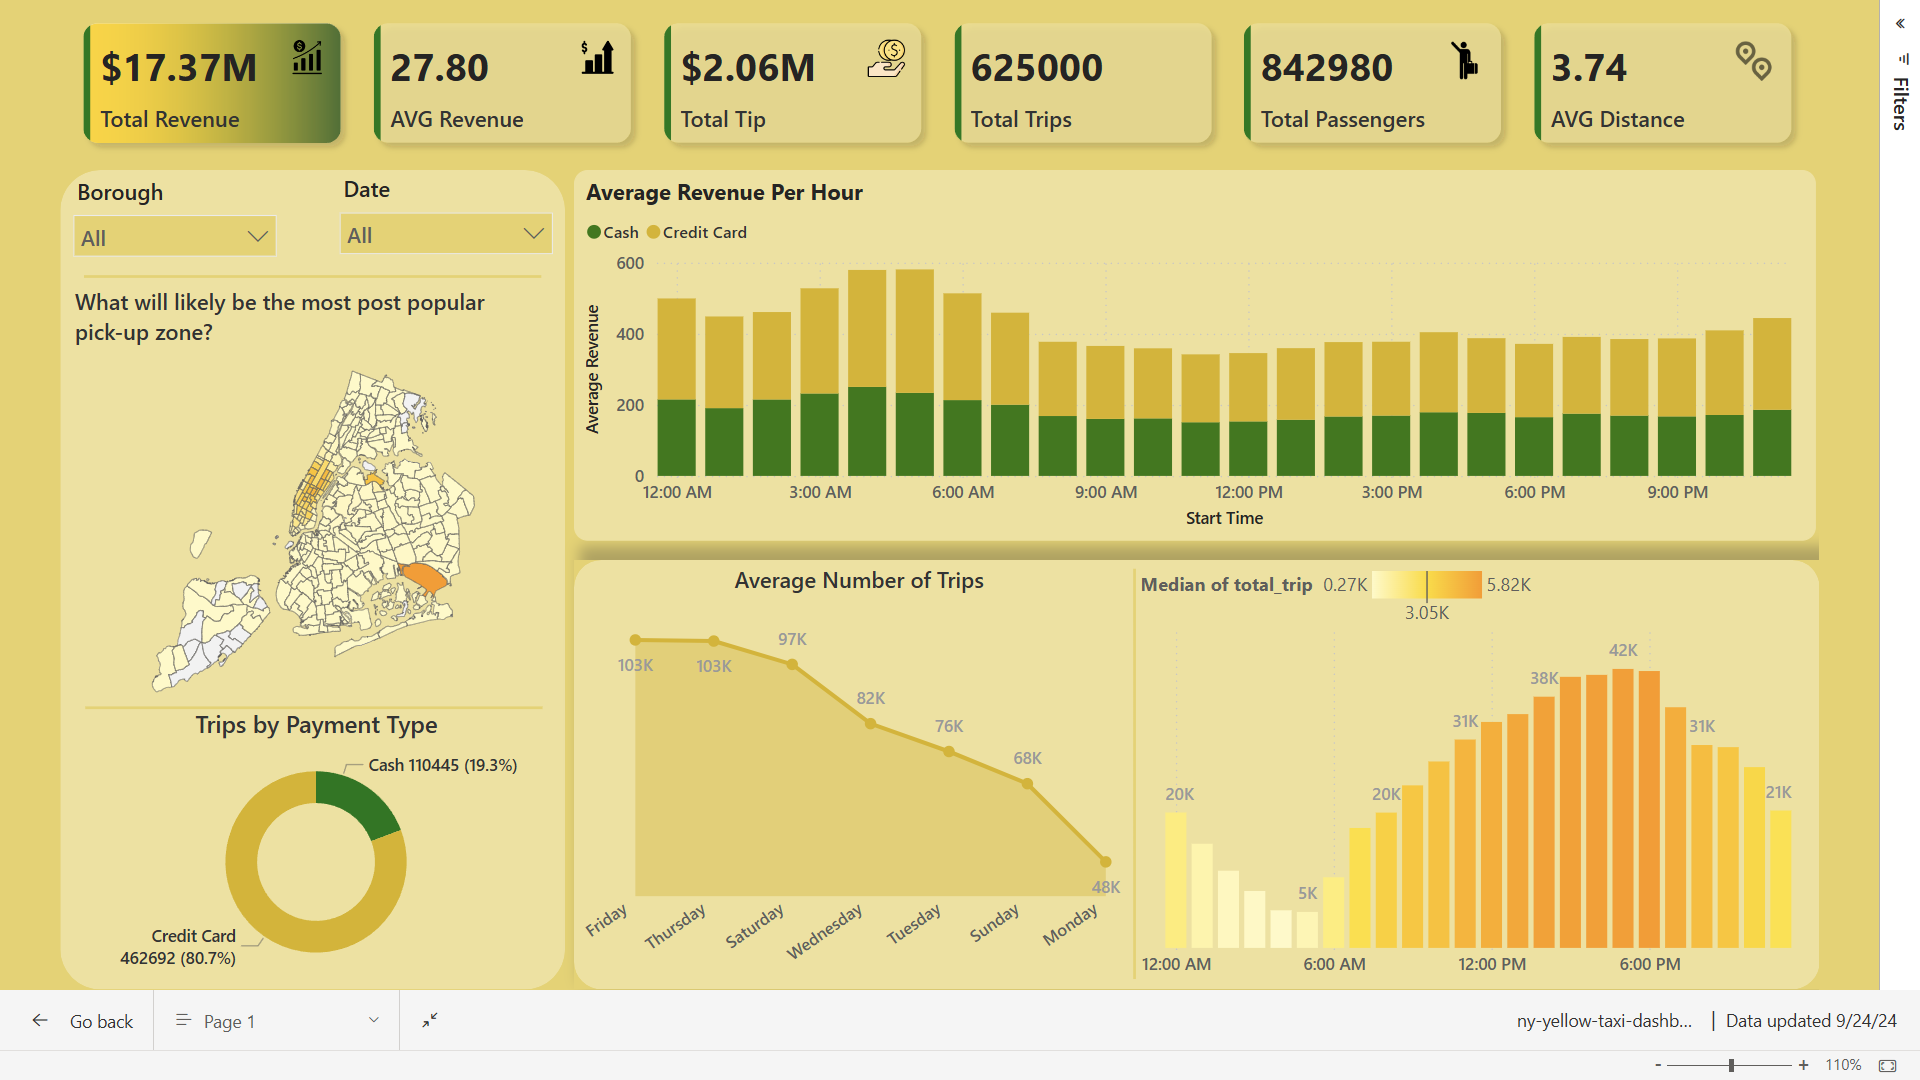 $17.37M
Total Revenue
27.80
AVG Revenue
$2.06M
Total Tip
625000
Total Trips
842980
Total Passengers
3.74
AVG Distance
Filters
Borough
All
Date
All
What will likely be the most post popular
pick-up zone?
Trips by Payment Type
Cash 110445 (19.3%)
Credit Card
462692 (80.7%)
Average Revenue Per Hour
Cash
Credit Card
Average Revenue
600
400
200
0
12:00 AM
3:00 AM
6:00 AM
9:00 AM
12:00 PM
3:00 PM
6:00 PM
9:00 PM
Start Time
Average Number of Trips
103K
103K
97K
82K
76K
68K
48K
Friday
Thursday
Saturday
Wednesday
Tuesday
Sunday
Monday
Median of total_trip
0.27K
5.82K
3.05K
20K
5K
20K
31K
38K
42K
31K
21K
12:00 AM
6:00 AM
12:00 PM
6:00 PM
Go back
Page 1
ny-yellow-taxi-dashb... | Data updated 9/24/24
- + 110%